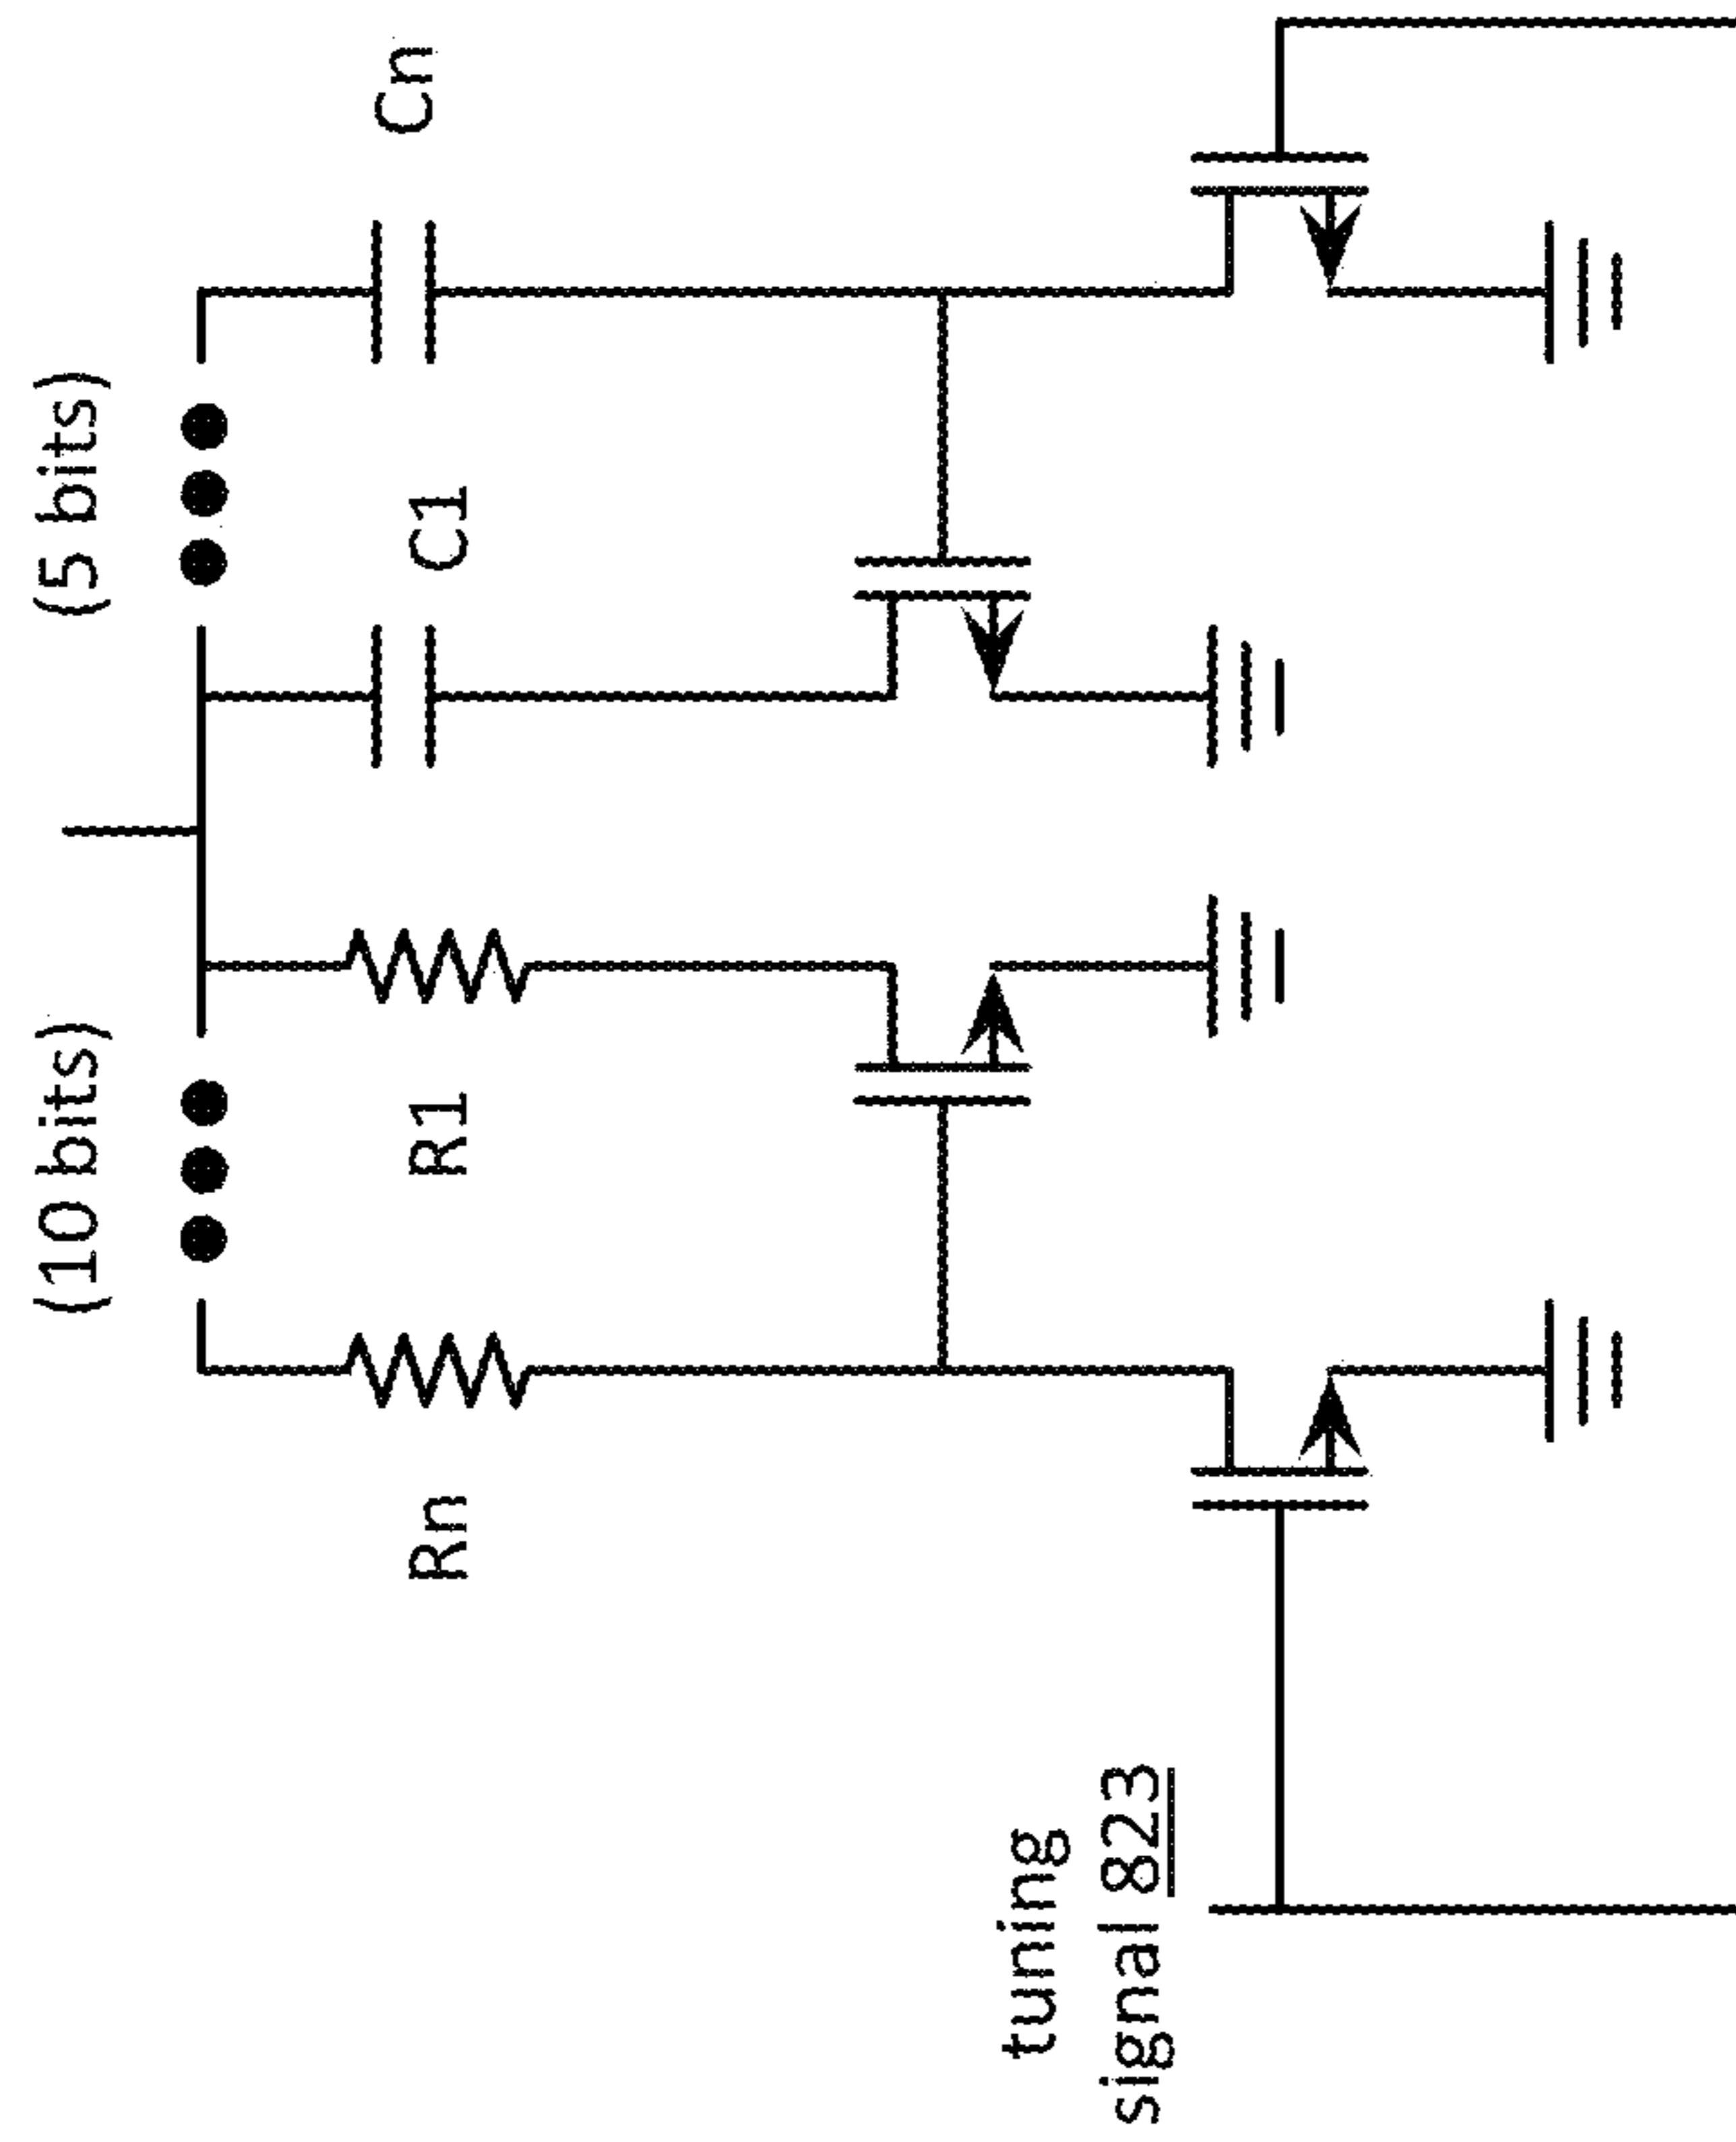 (10 bits)
(5 bits)
Rn
R1
C1
Cn
tuning
signal 823